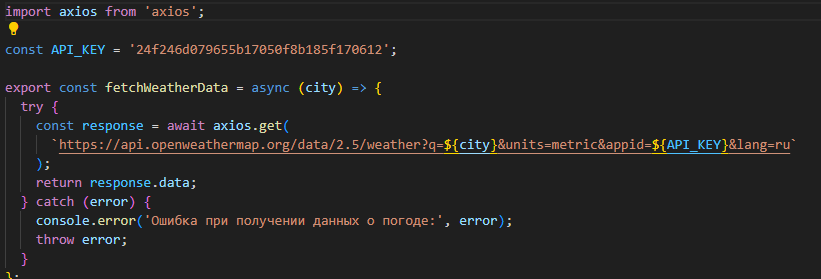 import axios from 'axios';
const API_KEY = '24f246d079655b17050f8b185f170612';
export const fetchWeatherData = async (city) => {
try {
const response = await axios.get(
`https://api.openweathermap.org/data/2.5/weather?q=${city}&units=metric&appid=${API_KEY}&lang=ru`
);
return response.data;
} catch (error) {
console.error('Ошибка при получении данных о погоде:', error);
throw error;
}
};